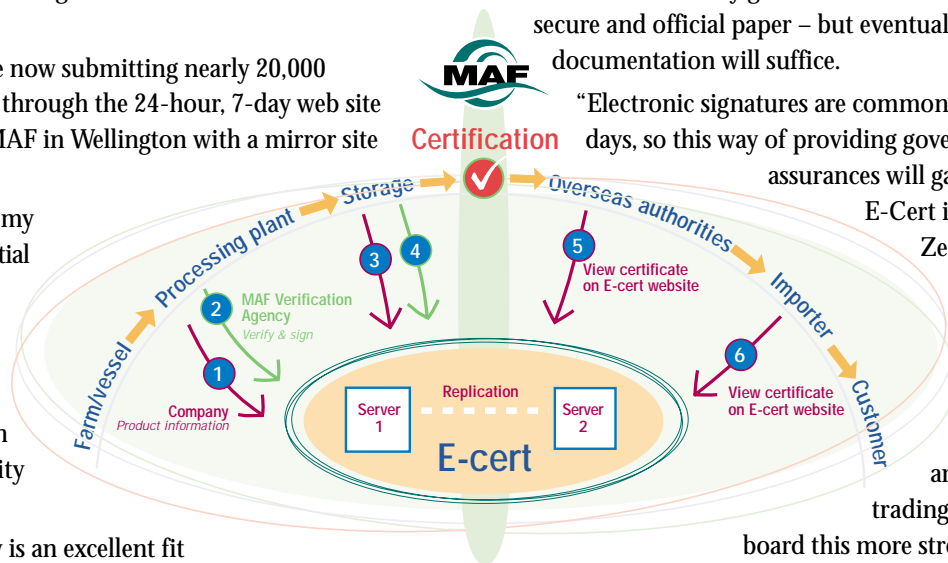 secure and official paper – but eventual
documentation will suffice.
now submitting nearly 20,000
through the 24-hour, 7-day web site
MAF in Wellington with a mirror site
my
tial
MAF
“Electronic signatures are common
days, so this way of providing gove
assurances will ga
E-Cert i
Ze
Certification
Farm/vessel
Processing plant
Storage
Overseas authorities
Importer
Customer
1
Company
Product information
2
MAF Verification
Agency
Verify & sign
3
4
5
View certificate
on E-cert website
6
View certificate
on E-cert website
Server
1
Replication
Server
2
E-cert
n
ity
y is an excellent fit
an
trading
board this more stre